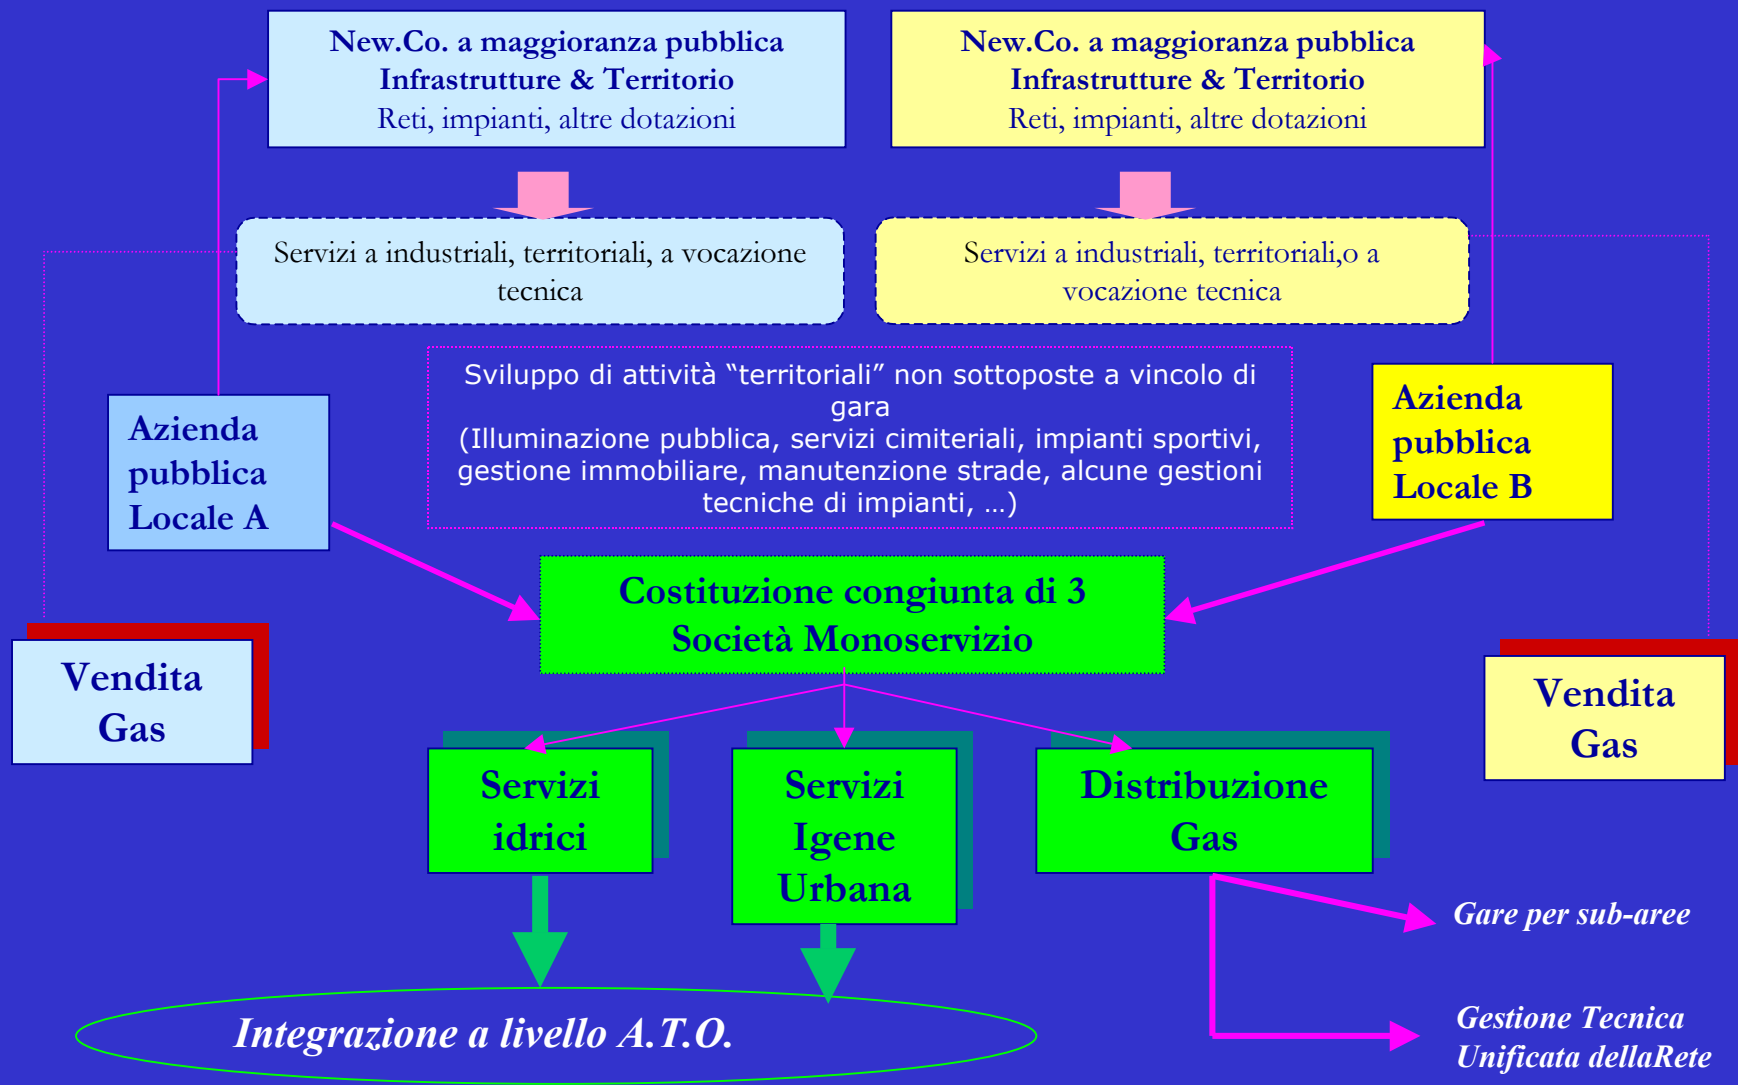 New.Co. a maggioranza pubblica
Infrastrutture & Territorio
Reti, impianti, altre dotazioni
New.Co. a maggioranza pubblica
Infrastrutture & Territorio
Reti, impianti, altre dotazioni
Servizi a industriali, territoriali, a vocazione
tecnica
Servizi a industriali, territoriali,o a
vocazione tecnica
Sviluppo di attività “territoriali” non sottoposte a vincolo di
gara
(Illuminazione pubblica, servizi cimiteriali, impianti sportivi,
gestione immobiliare, manutenzione strade, alcune gestioni
tecniche di impianti, …)
Azienda
pubblica
Locale A
Azienda
pubblica
Locale B
Costituzione congiunta di 3
Società Monoservizio
Vendita
Gas
Vendita
Gas
Servizi
idrici
Servizi
Igene
Urbana
Distribuzione
Gas
Gare per sub-aree
Gestione Tecnica
Unificata dellaRete
Integrazione a livello A.T.O.